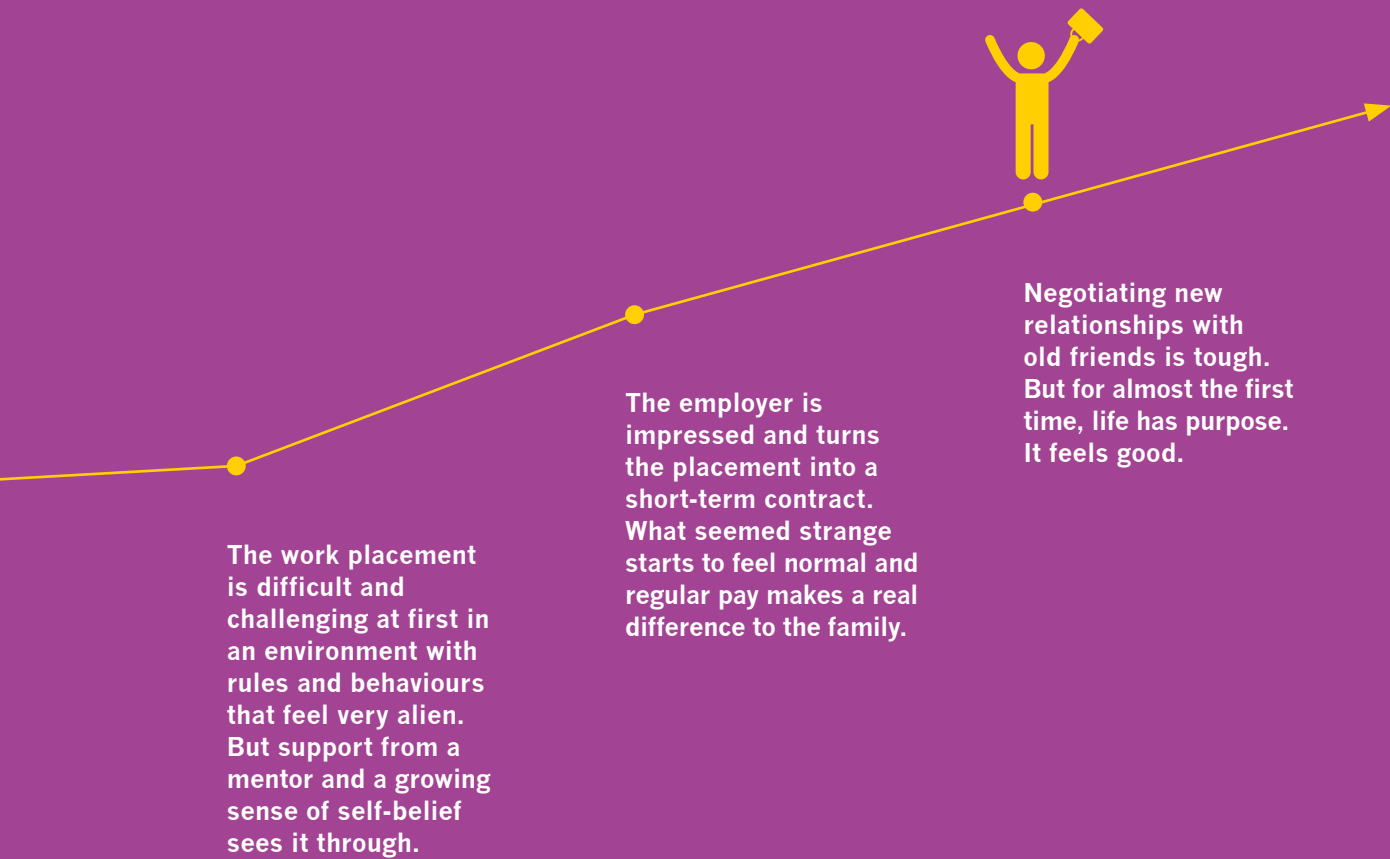 The work placement
is difficult and
challenging at first in
an environment with
rules and behaviours
that feel very alien.
But support from a
mentor and a growing
sense of self-belief
sees it through.
The employer is
impressed and turns
the placement into a
short-term contract.
What seemed strange
starts to feel normal and
regular pay makes a real
difference to the family.
Negotiating new
relationships with
old friends is tough.
But for almost the first
time, life has purpose.
It feels good.